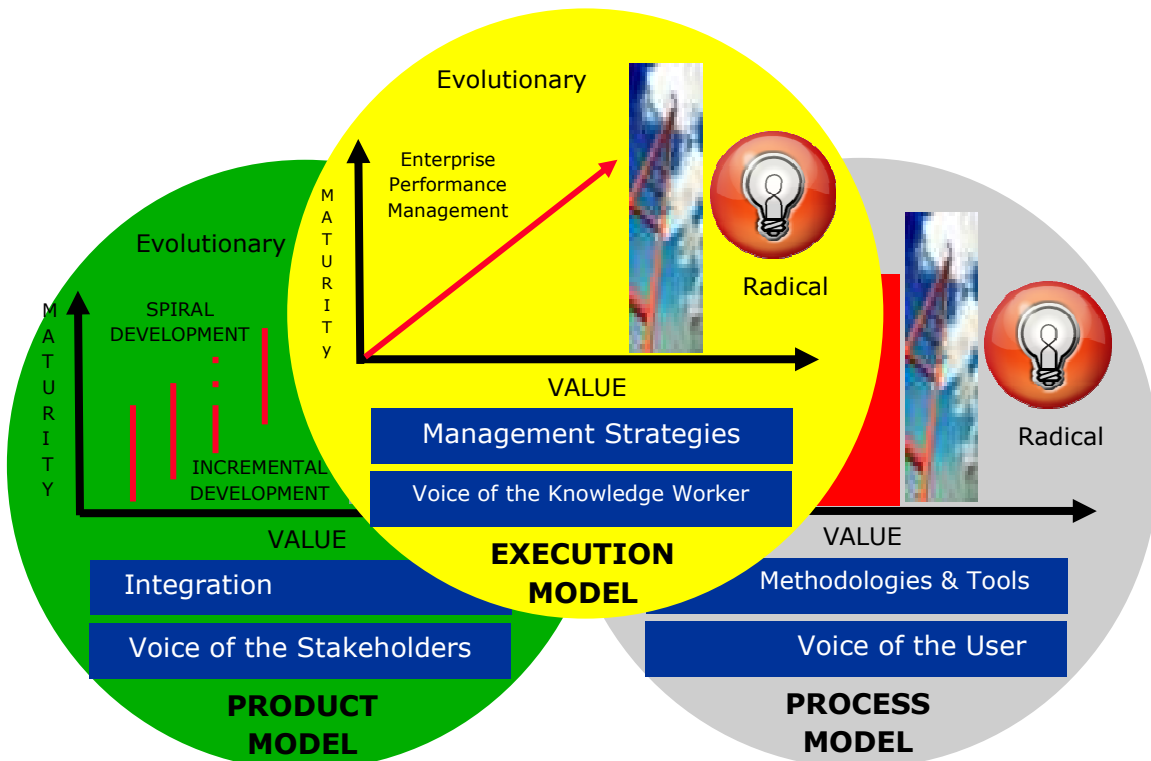 Evolutionary
Enterprise
Performance
Management
MATURITy
Radical
VALUE
Management Strategies
Voice of the Knowledge Worker
EXECUTION
MODEL
Evolutionary
MATURITY
SPIRAL
DEVELOPMENT
INCREMENTAL
DEVELOPMENT
VALUE
Integration
Voice of the Stakeholders
PRODUCT
MODEL
Radical
VALUE
Methodologies & Tools
Voice of the User
PROCESS
MODEL